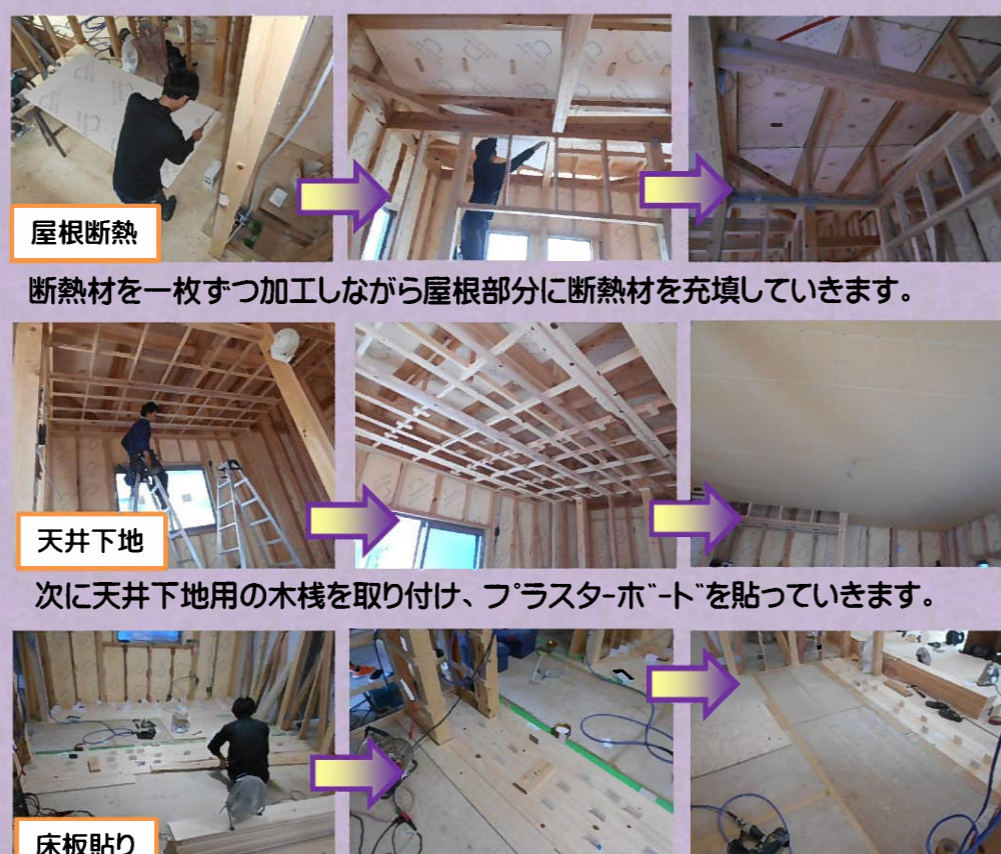 屋根断熱
断熱材を一枚ずつ加工しながら屋根部分に断熱材を充填していきます。
天井下地
次に天井下地用の木桟を取り付け、プラスターボードを貼っていきます。
床板貼り